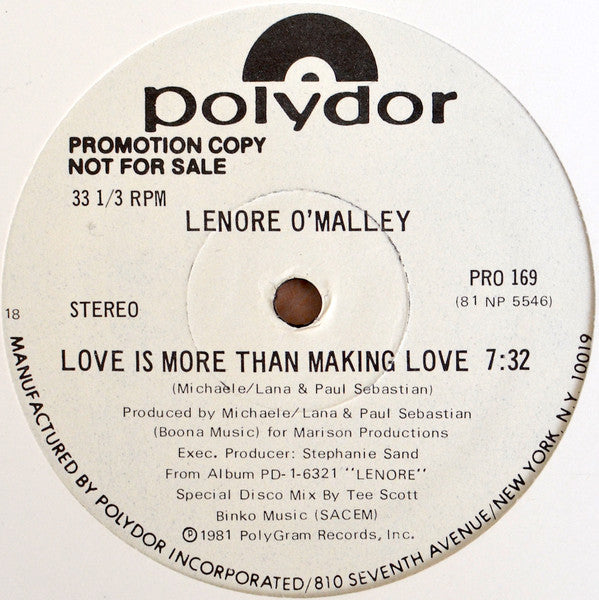 polydor
PROMOTION COPY
NOT FOR SALE
33 1/3 RPM
LENORE O'MALLEY
PRO 169
(81 NP 5546)
18
STEREO
LOVE IS MORE THAN MAKING LOVE 7:32
(Michaele/Lana & Paul Sebastian)
Produced by Michaele/Lana & Paul Sebastian
(Boona Music) for Marison Productions
Exec. Producer: Stephanie Sand
From Album PD-1-6321 "LENORE"
Special Disco Mix By Tee Scott
Binko Music (SACEM)
℗1981 PolyGram Records, Inc.
MANUFACTURED BY POLYDOR INCORPORATED/810 SEVENTH AVENUE/NEW YORK, N.Y. 10019